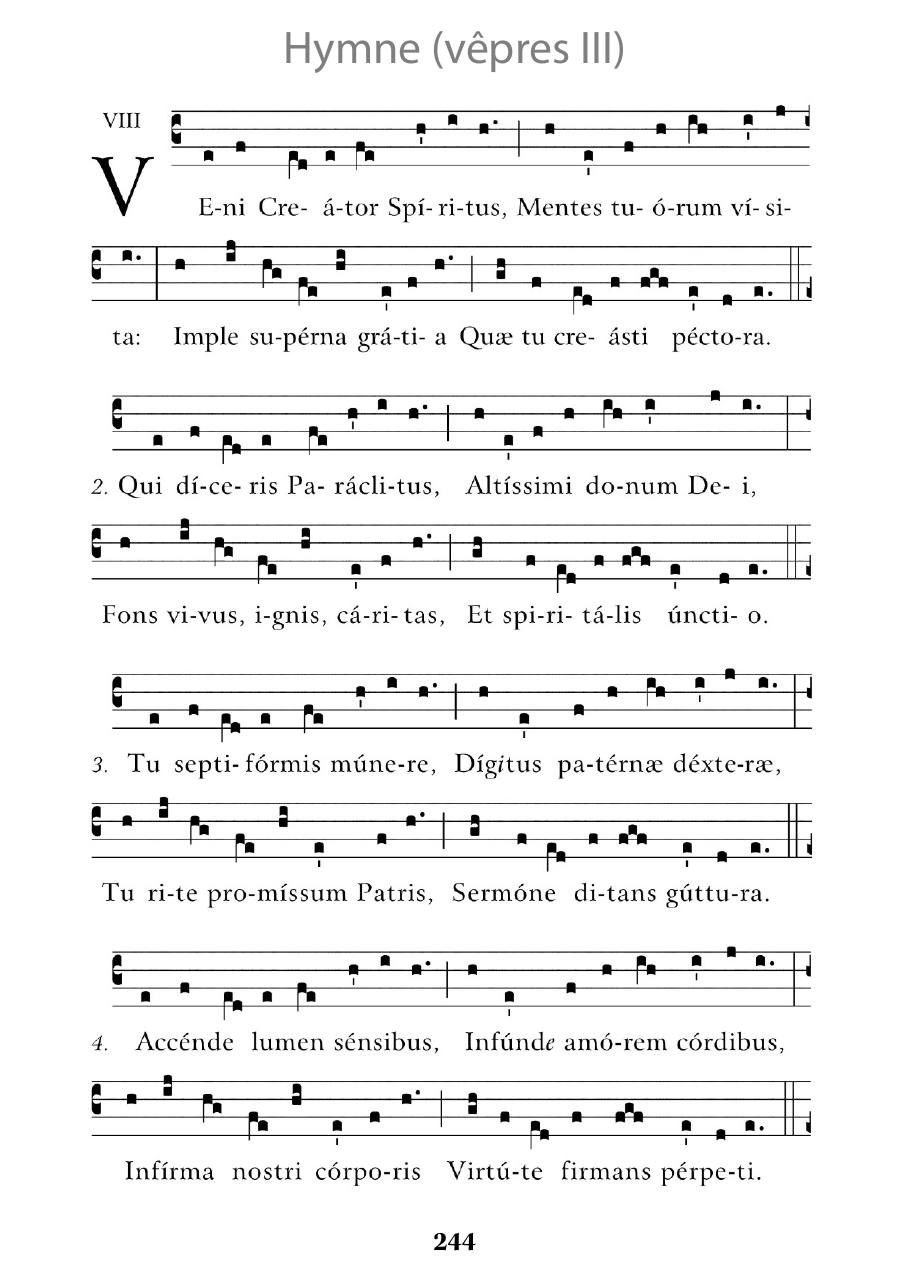 Hymne (vêpres III)
VIII
VE-ni Cre- á-tor Spí- ri-tus, Mentes tu- ó-rum ví- si-
ta: Imple su-pérna grá-ti- a Quæ tu cre- ásti pécto-ra.
2. Qui dí-ce- ris Pa- rácli-tus, Altíssimi do-num De- i,
Fons vi-vus, i-gnis, cá-ri-tas, Et spi-ri- tá-lis úncti- o.
3. Tu septi-fórmis múne-re, Dígitus pa-térnæ déxte-ræ,
Tu ri-te pro-míssum Patris, Sermóne di-tans gúttu-ra.
4. Accénde lumen sénsibus, Infúnde amó-rem córdibus,
Infírma nostri córpo-ris Virtú-te firmans pérpe-ti.
244